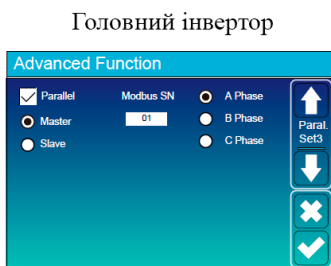 Головний інвертор
Advanced Function
Parallel Modbus SN A Phase
Master 01 B Phase
Slave C Phase
Paral.
Set3